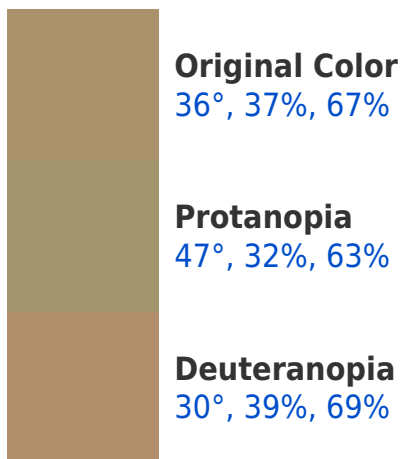 Original Color
36°, 37%, 67%
Protanopia
47°, 32%, 63%
Deuteranopia
30°, 39%, 69%